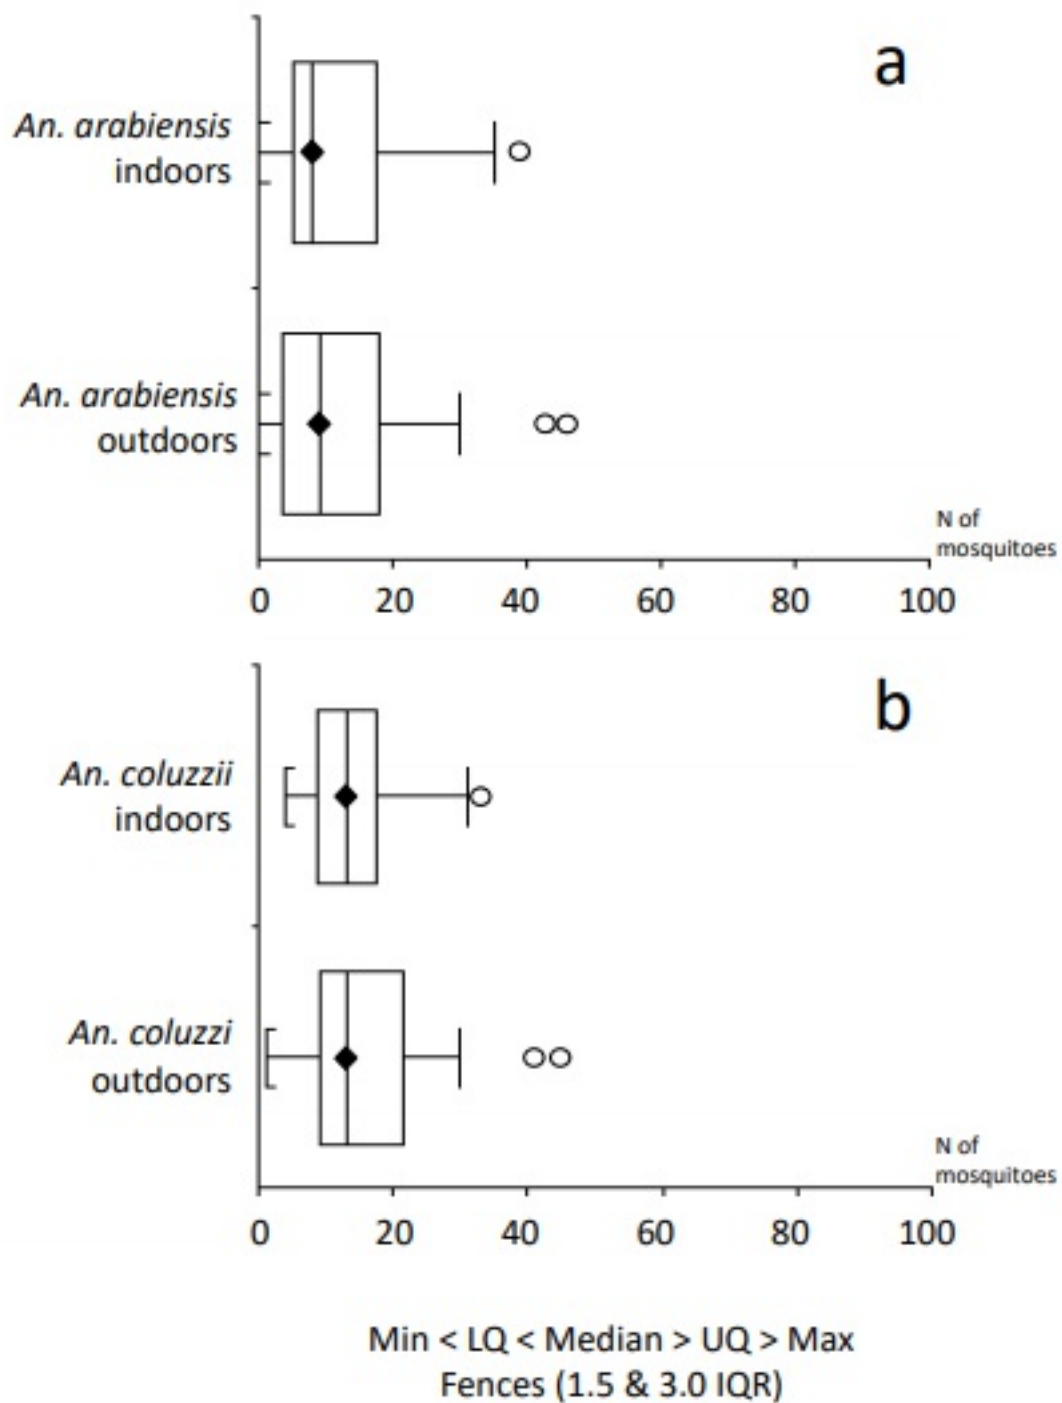 a
An. arabiensis
indoors
An. arabiensis
outdoors
N of
mosquitoes
0 20 40 60 80 100
b
An. coluzzii
indoors
An. coluzzi
outdoors
N of
mosquitoes
0 20 40 60 80 100
Min < LQ < Median > UQ > Max
Fences (1.5 & 3.0 IQR)